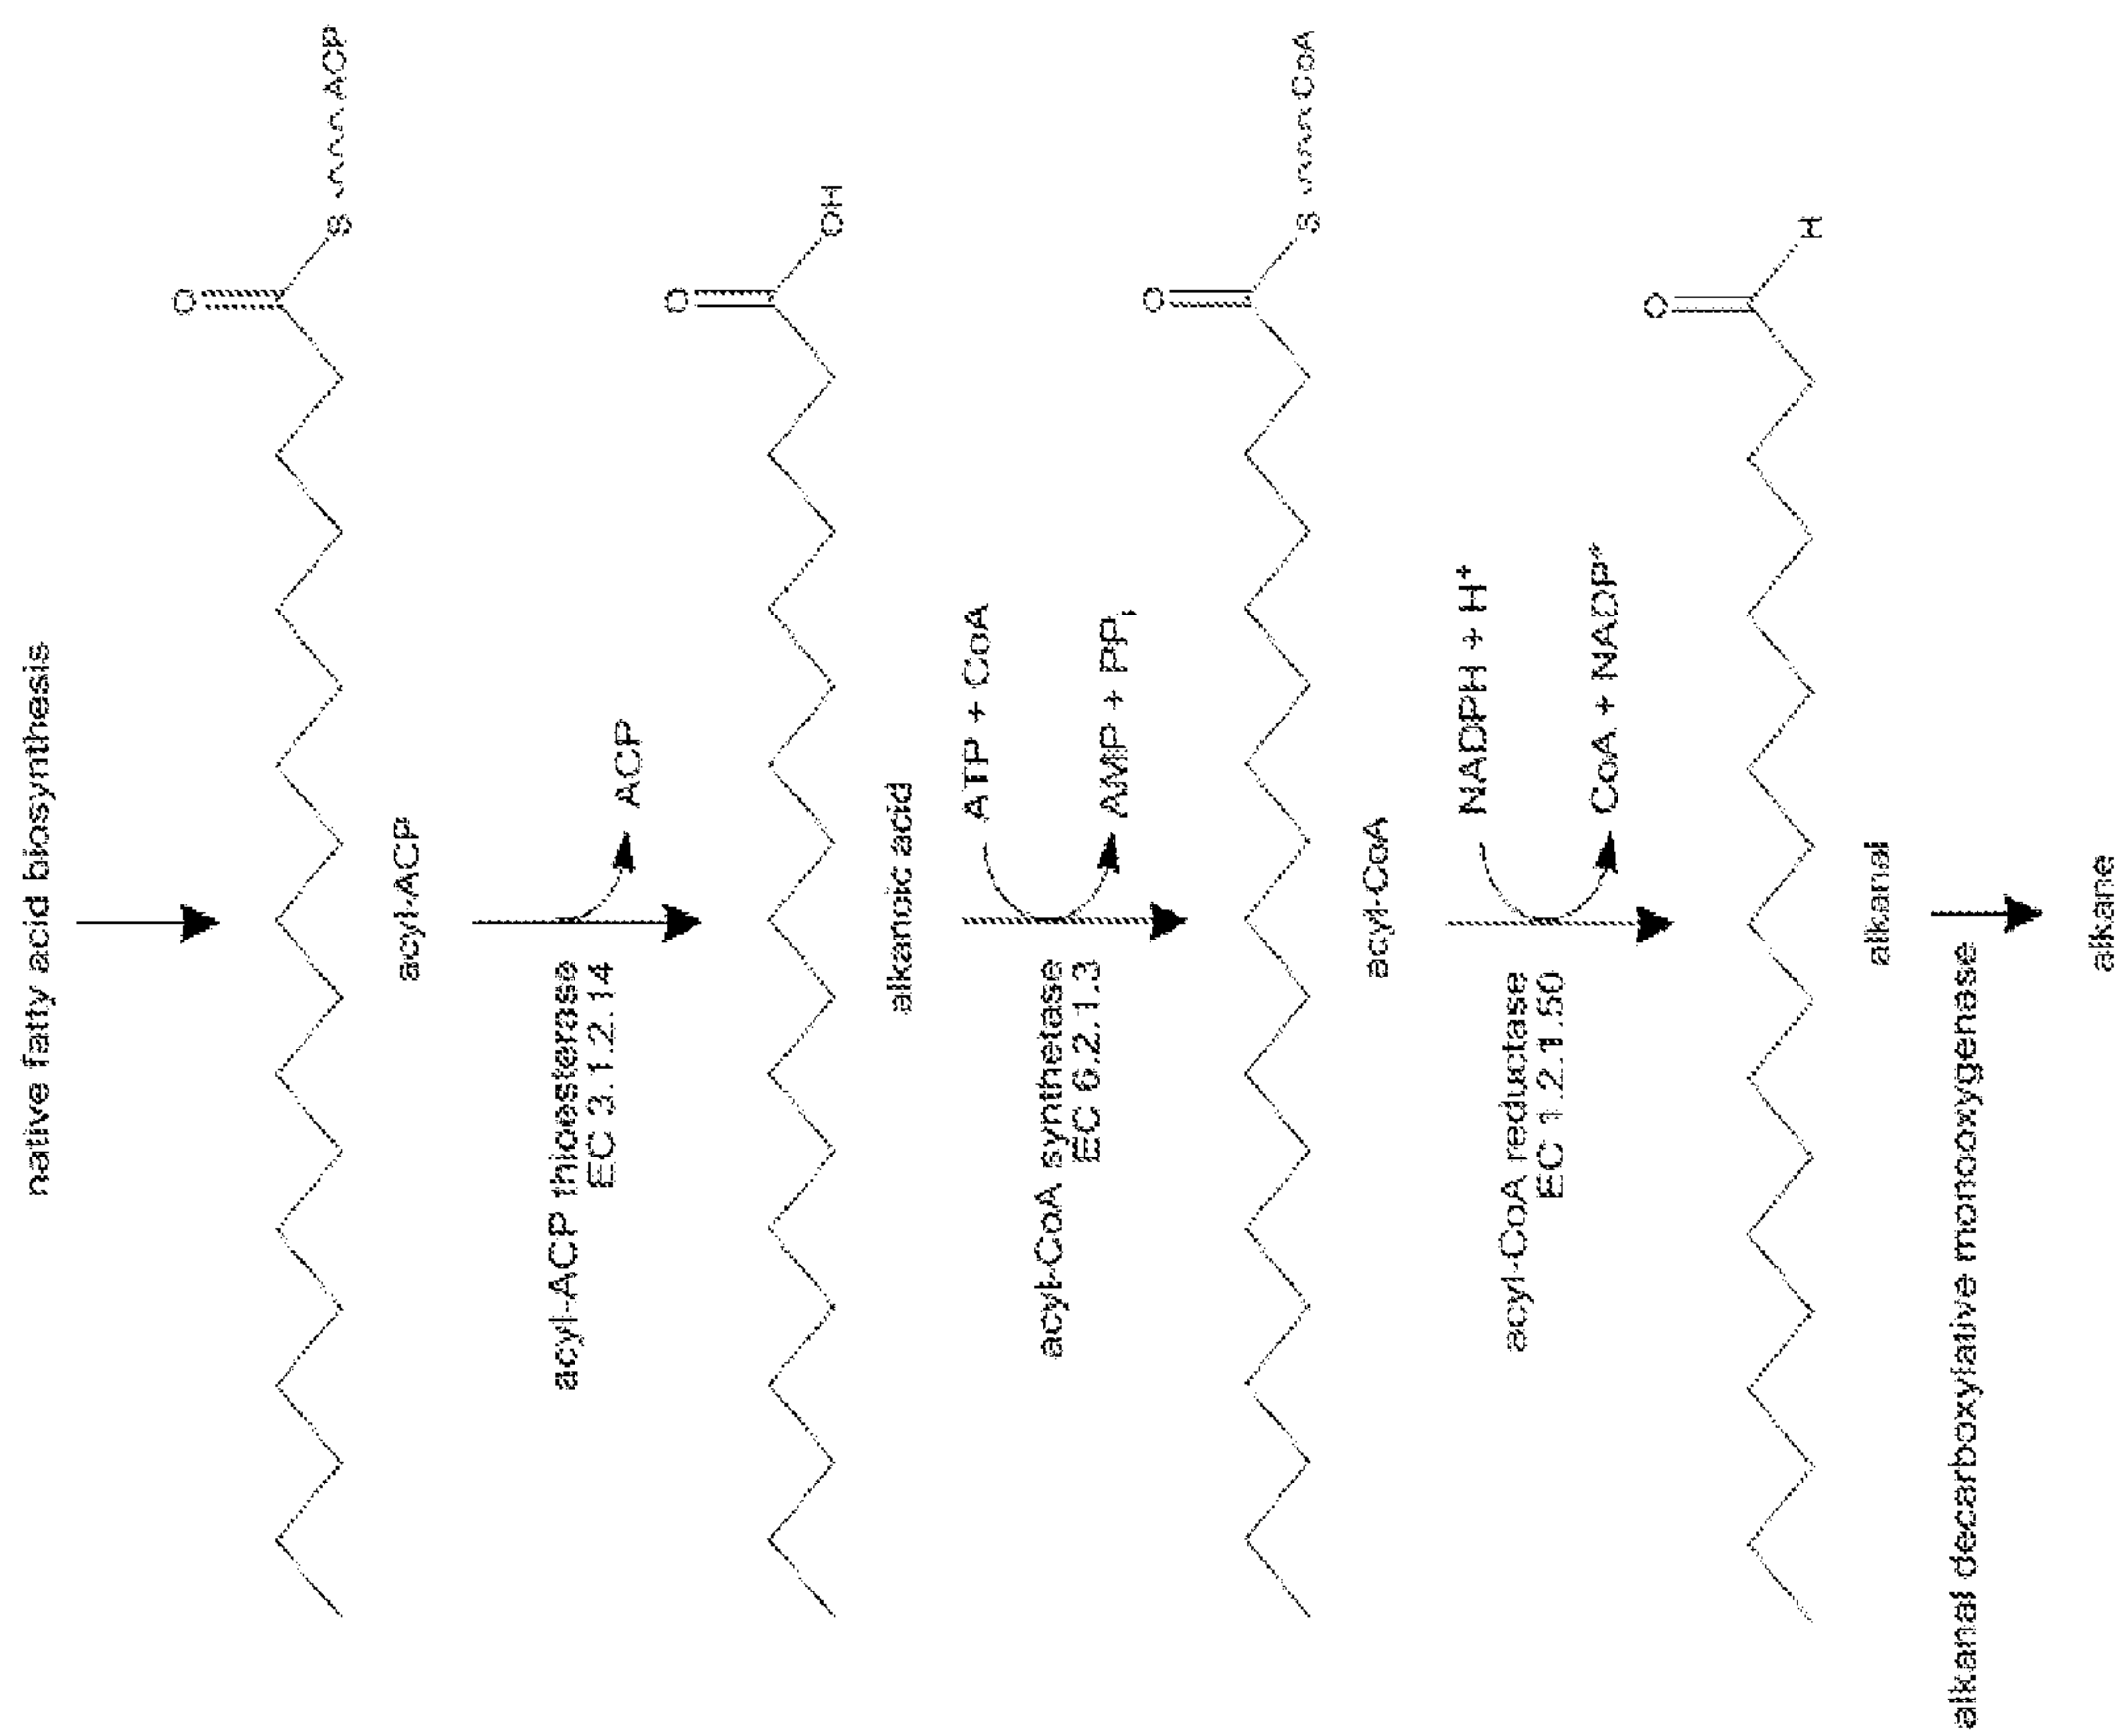 native fatty acid biosynthesis
O
S
ACP
acyl-ACP
acyl-ACP thioesterase
EC 3.1.2.14
ACP
O
OH
alkanoic acid
acyl-CoA synthetase
EC 6.2.1.3
ATP + CoA
AMP + PPi
O
S
CoA
acyl-CoA
acyl-CoA reductase
EC 1.2.1.50
NADPH + H+
CoA + NADP+
O
H
alkanal
alkanal decarboxylative monooxygenase
alkane